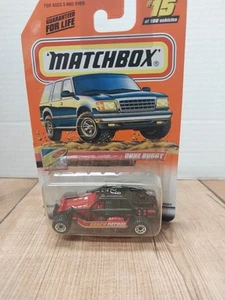 FOR AGES 3 AND OVER
GUARANTEED
FOR LIFE
#15
of 100 vehicles
MATCHBOX
DUNE BUGGY